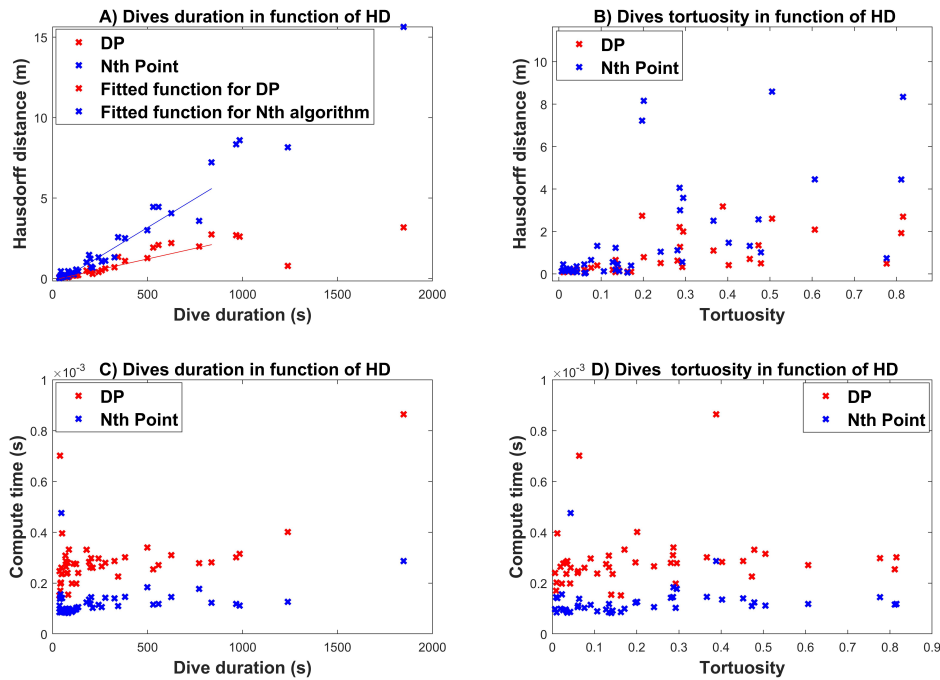 A) Dives duration in function of HD
DP
Nth Point
Fitted function for DP
Fitted function for Nth algorithm
Hausdorff distance (m)
15
10
5
0
0 500 1000 1500 2000
Dive duration (s)
B) Dives tortuosity in function of HD
DP
Nth Point
Hausdorff distance (m)
10
8
6
4
2
0
0 0.1 0.2 0.3 0.4 0.5 0.6 0.7 0.8
Tortuosity
C) Dives duration in function of HD
×10⁻³
DP
Nth Point
Compute time (s)
1
0.8
0.6
0.4
0.2
0
0 500 1000 1500 2000
Dive duration (s)
D) Dives tortuosity in function of HD
×10⁻³
DP
Nth Point
Compute time (s)
1
0.8
0.6
0.4
0.2
0
0 0.1 0.2 0.3 0.4 0.5 0.6 0.7 0.8 0.9
Tortuosity